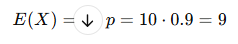 E(X) = ↓ p = 10 · 0.9 = 9